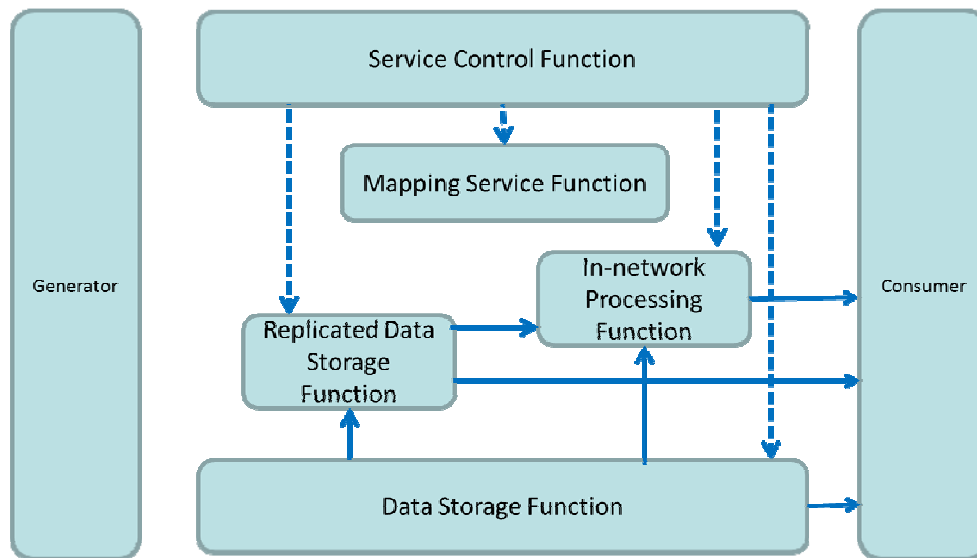 Service Control Function
Mapping Service Function
Generator
In-network
Processing
Function
Consumer
Replicated Data
Storage
Function
Data Storage Function